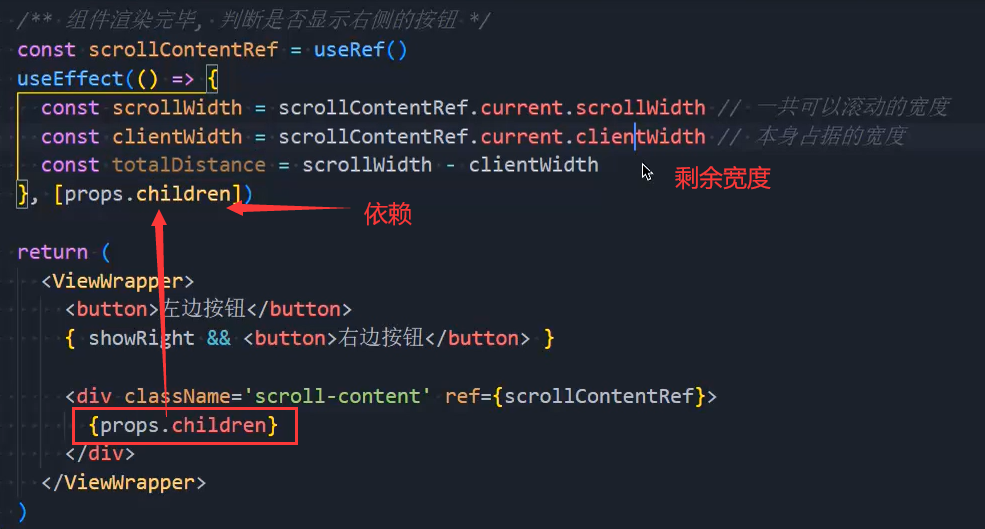 /** 组件渲染完毕, 判断是否显示右侧的按钮 */
const scrollContentRef = useRef()
useEffect(() => {
const scrollWidth = scrollContentRef.current.scrollWidth // 一共可以滚动的宽度
const clientWidth = scrollContentRef.current.clientWidth // 本身占据的宽度
const totalDistance = scrollWidth - clientWidth
剩余宽度
}, [props.children])
依赖
return (
<ViewWrapper>
<button>左边按钮</button>
{ showRight && <button>右边按钮</button> }
<div className='scroll-content' ref={scrollContentRef}>
{props.children}
</div>
</ViewWrapper>
)